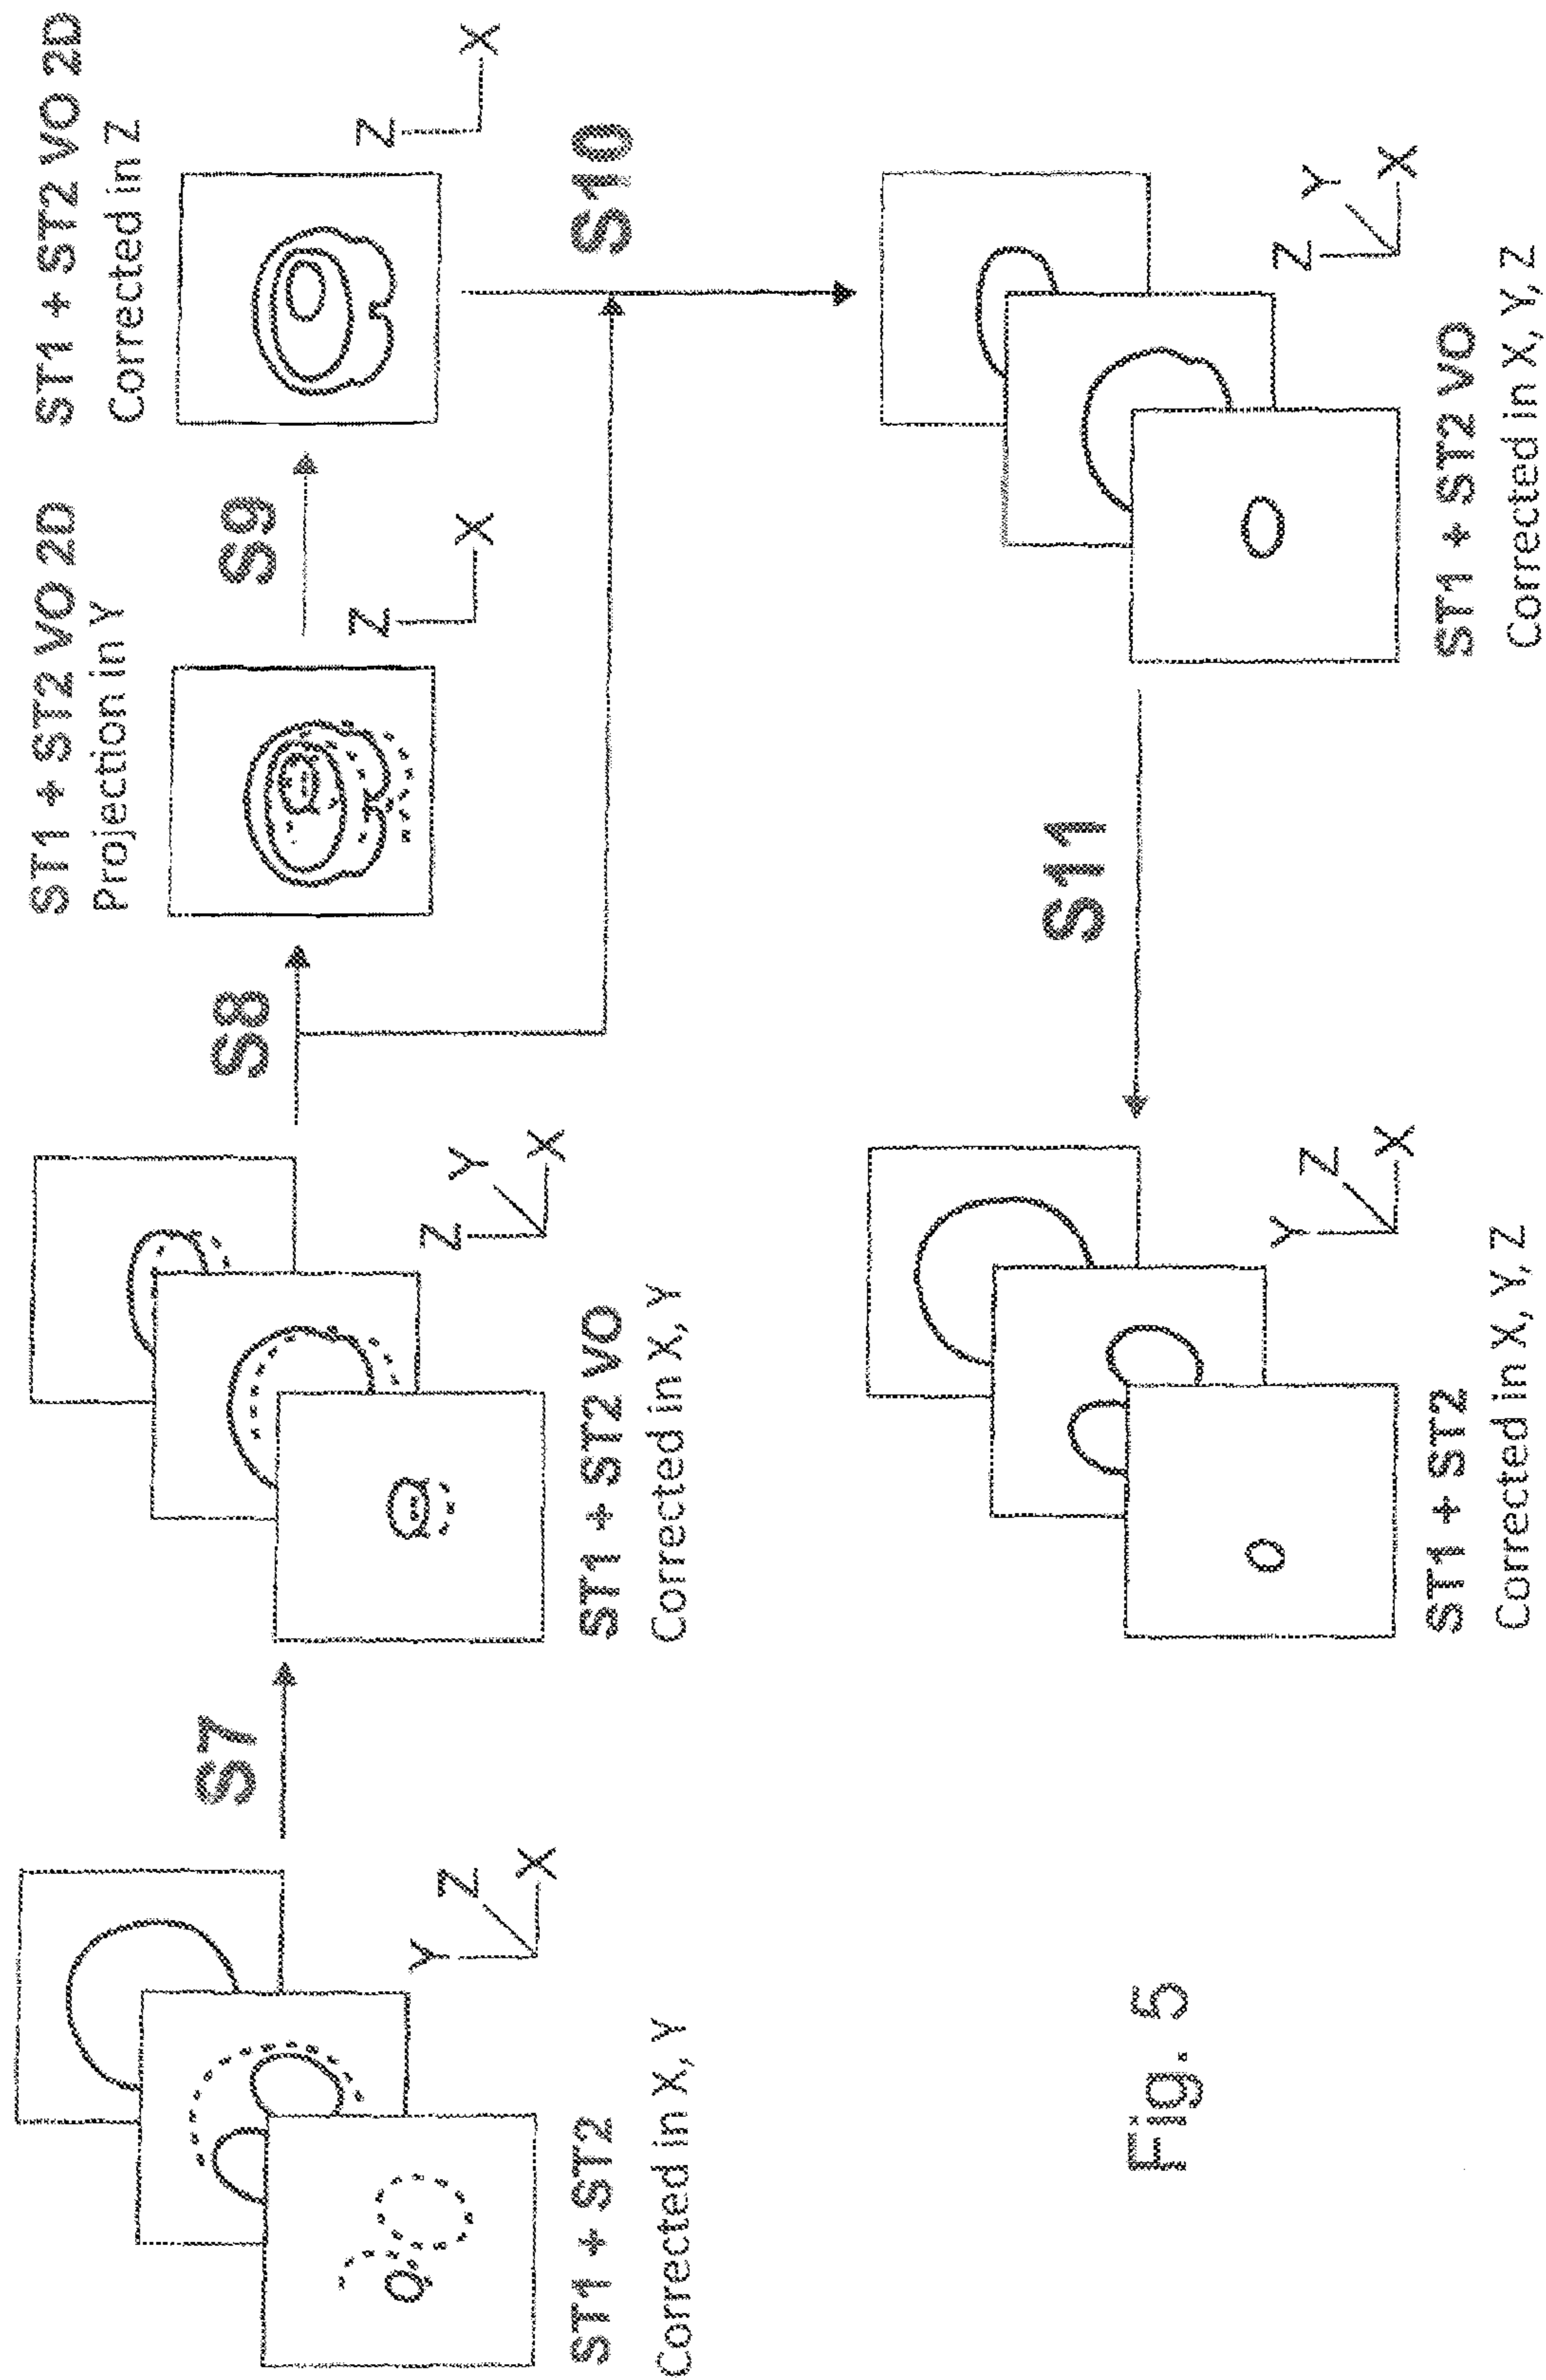 ST1 + ST2
Corrected in X, Y
Y
Z
X
S7
ST1 + ST2 VO
Corrected in X, Y
Z
Y
X
S8
ST1 + ST2 VO 2D
Projection in Y
Z
X
S9
ST1 + ST2 VO 2D
Corrected in Z
Z
X
S10
ST1 + ST2 VO
Corrected in X, Y, Z
Z
Y
X
S11
ST1 + ST2
Corrected in X, Y, Z
Y
Z
X
Fig. 5